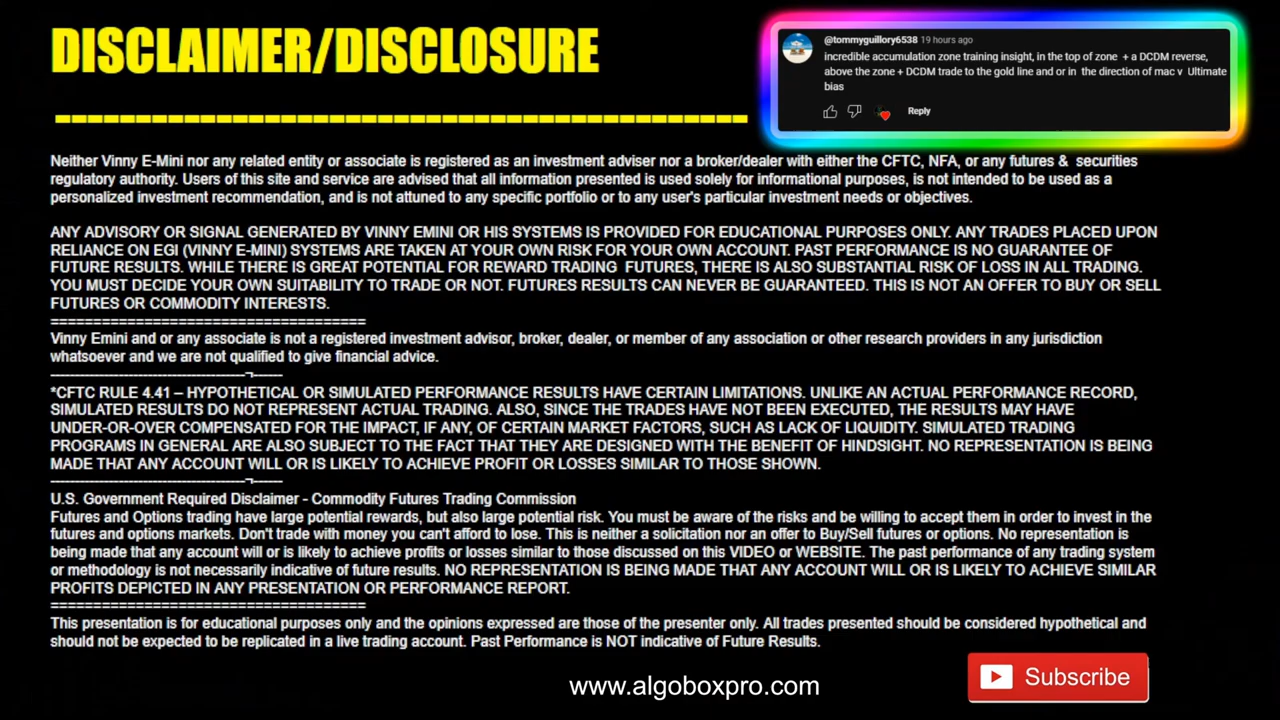 DISCLAIMER/DISCLOSURE
@tommyguillory6538 19 hours ago
incredible accumulation zone training insight, in the top of zone + a DCDM reverse,
above the zone + DCDM trade to the gold line and or in the direction of mac v Ultimate
bias
Reply
Neither Vinny E-Mini nor any related entity or associate is registered as an investment adviser nor a broker/dealer with either the CFTC, NFA, or any futures & securities
regulatory authority. Users of this site and service are advised that all information presented is used solely for informational purposes, is not intended to be used as a
personalized investment recommendation, and is not attuned to any specific portfolio or to any user's particular investment needs or objectives.
ANY ADVISORY OR SIGNAL GENERATED BY VINNY EMINI OR HIS SYSTEMS IS PROVIDED FOR EDUCATIONAL PURPOSES ONLY. ANY TRADES PLACED UPON
RELIANCE ON EGI (VINNY E-MINI) SYSTEMS ARE TAKEN AT YOUR OWN RISK FOR YOUR OWN ACCOUNT. PAST PERFORMANCE IS NO GUARANTEE OF
FUTURE RESULTS. WHILE THERE IS GREAT POTENTIAL FOR REWARD TRADING FUTURES, THERE IS ALSO SUBSTANTIAL RISK OF LOSS IN ALL TRADING.
YOU MUST DECIDE YOUR OWN SUITABILITY TO TRADE OR NOT. FUTURES RESULTS CAN NEVER BE GUARANTEED. THIS IS NOT AN OFFER TO BUY OR SELL
FUTURES OR COMMODITY INTERESTS.
=====================================
Vinny Emini and or any associate is not a registered investment advisor, broker, dealer, or member of any association or other research providers in any jurisdiction
whatsoever and we are not qualified to give financial advice.
----------------------------------------¬------
*CFTC RULE 4.41 – HYPOTHETICAL OR SIMULATED PERFORMANCE RESULTS HAVE CERTAIN LIMITATIONS. UNLIKE AN ACTUAL PERFORMANCE RECORD,
SIMULATED RESULTS DO NOT REPRESENT ACTUAL TRADING. ALSO, SINCE THE TRADES HAVE NOT BEEN EXECUTED, THE RESULTS MAY HAVE
UNDER-OR-OVER COMPENSATED FOR THE IMPACT, IF ANY, OF CERTAIN MARKET FACTORS, SUCH AS LACK OF LIQUIDITY. SIMULATED TRADING
PROGRAMS IN GENERAL ARE ALSO SUBJECT TO THE FACT THAT THEY ARE DESIGNED WITH THE BENEFIT OF HINDSIGHT. NO REPRESENTATION IS BEING
MADE THAT ANY ACCOUNT WILL OR IS LIKELY TO ACHIEVE PROFIT OR LOSSES SIMILAR TO THOSE SHOWN.
----------------------------------------¬------
U.S. Government Required Disclaimer - Commodity Futures Trading Commission
Futures and Options trading have large potential rewards, but also large potential risk. You must be aware of the risks and be willing to accept them in order to invest in the
futures and options markets. Don't trade with money you can't afford to lose. This is neither a solicitation nor an offer to Buy/Sell futures or options. No representation is
being made that any account will or is likely to achieve profits or losses similar to those discussed on this VIDEO or WEBSITE. The past performance of any trading system
or methodology is not necessarily indicative of future results. NO REPRESENTATION IS BEING MADE THAT ANY ACCOUNT WILL OR IS LIKELY TO ACHIEVE SIMILAR
PROFITS DEPICTED IN ANY PRESENTATION OR PERFORMANCE REPORT.
=====================================
This presentation is for educational purposes only and the opinions expressed are those of the presenter only. All trades presented should be considered hypothetical and
should not be expected to be replicated in a live trading account. Past Performance is NOT indicative of Future Results.
www.algoboxpro.com
Subscribe